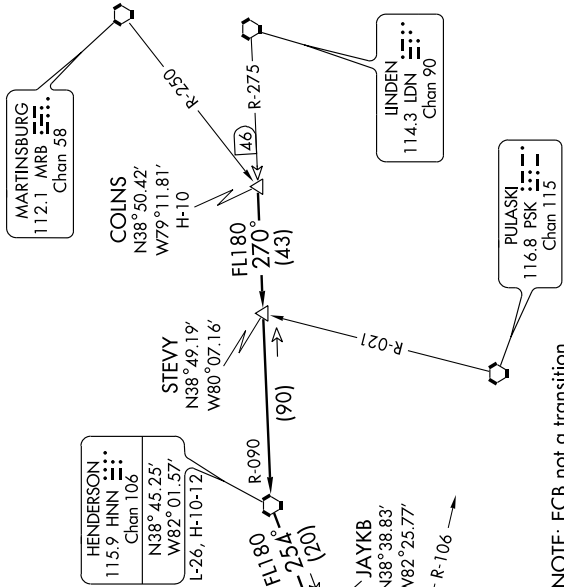 MARTINSBURG
112.1 MRB
Chan 58
R-250
COLNS
N38°50.42'
W79°11.81'
H-10
46
R-275
LINDEN
114.3 LDN
Chan 90
FL180
270°
(43)
STEVY
N38°49.19'
W80°07.16'
R-021
PULASKI
116.8 PSK
Chan 115
(90)
R-090
HENDERSON
115.9 HNN
Chan 106
N38°45.25'
W82°01.57'
L-26, H-10-12
FL180
254°
(20)
JAYKB
N38°38.83'
W82°25.77'
R-106
NOTE: ECB not a transition